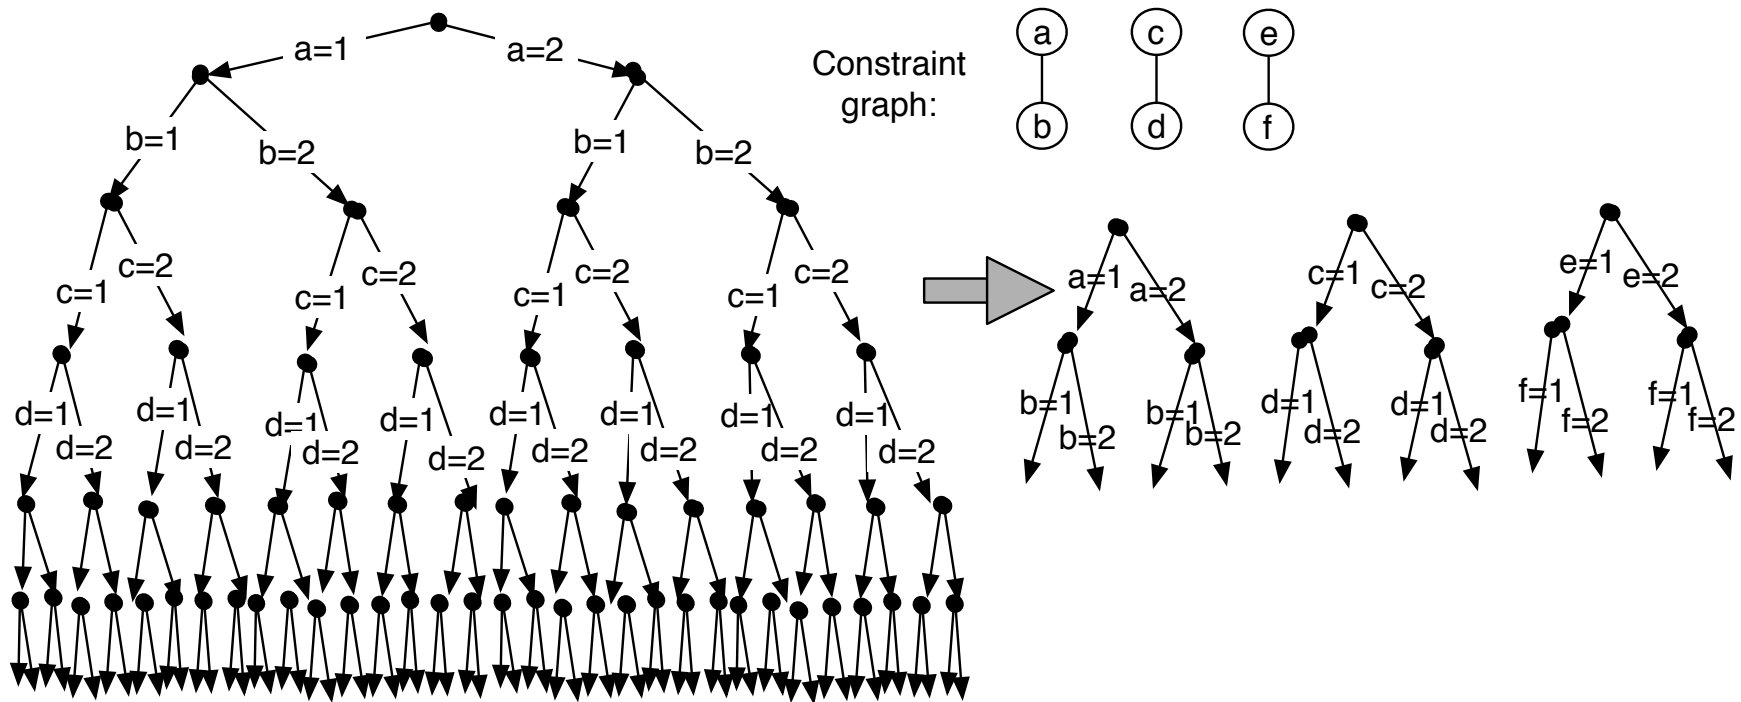 a=1
a=2
Constraint
graph:
a
c
e
b
d
f
b=1
b=2
b=1
b=2
c=1
c=2
c=1
c=2
c=1
c=2
c=1
c=2
a=1
a=2
c=1
c=2
e=1
e=2
d=1
d=2
d=1
d=2
d=1
d=2
d=1
d=2
d=1
d=2
d=1
d=2
d=1
d=2
d=1
d=2
b=1
b=2
b=1
b=2
d=1
d=2
d=1
d=2
f=1
f=2
f=1
f=2